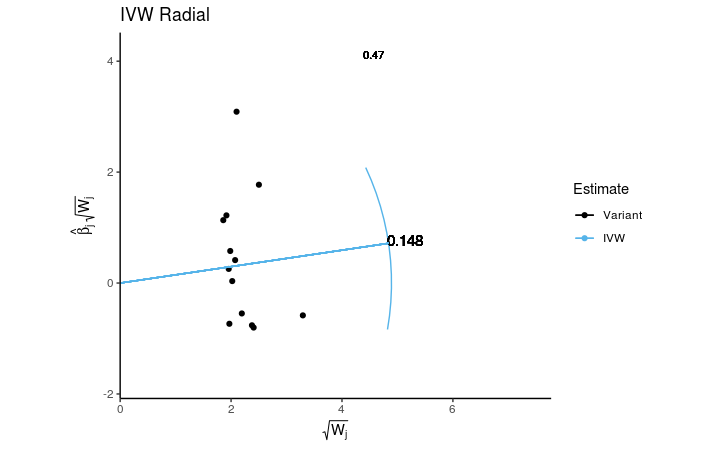 IVW Radial
0.47
4
2
0
-2
β̂j√Wj
0.148
0
2
4
6
√Wj
Estimate
Variant
IVW